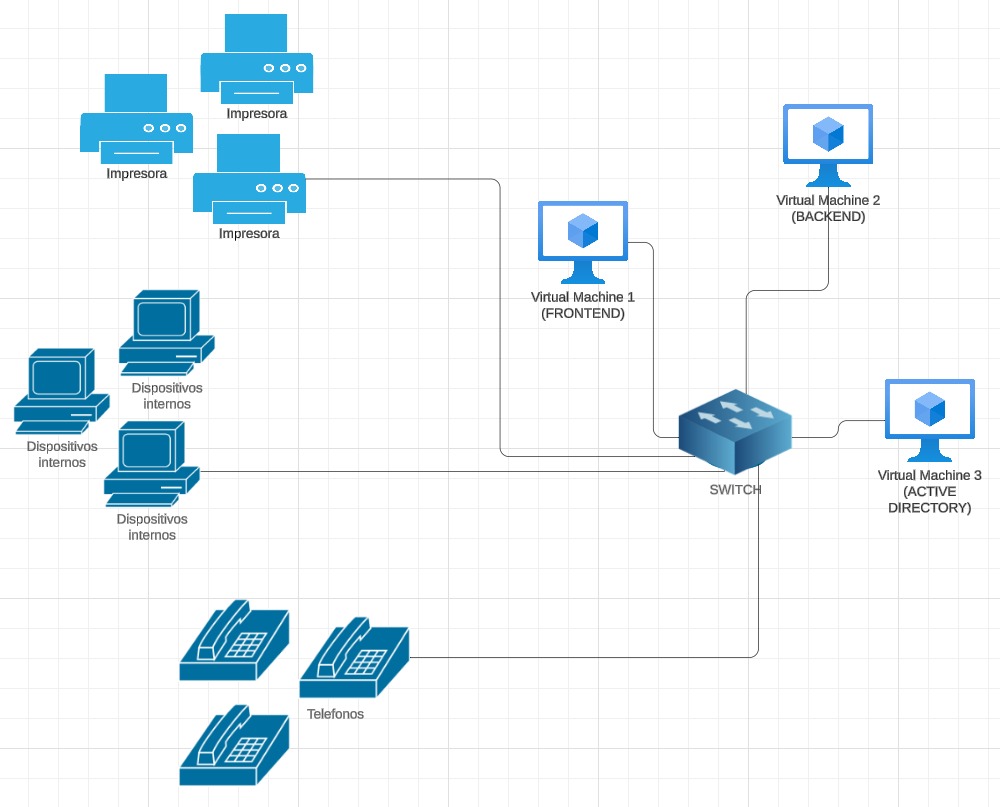 Impresora
Impresora
Impresora
Virtual Machine 2
(BACKEND)
Virtual Machine 1
(FRONTEND)
Dispositivos
internos
Dispositivos
internos
Dispositivos
internos
SWITCH
Virtual Machine 3
(ACTIVE
DIRECTORY)
Telefonos